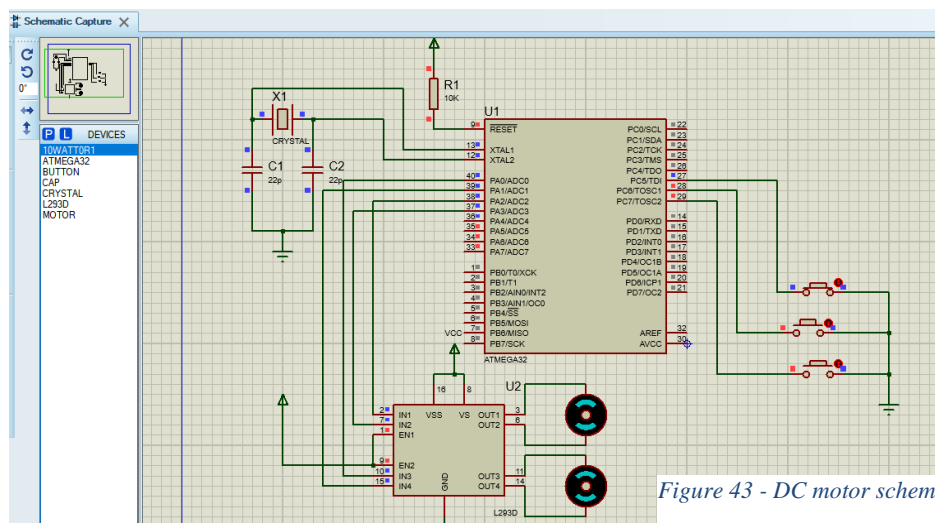 Schematic Capture
0°
P L DEVICES
10WATT0R1
ATMEGA32
BUTTON
CAP
CRYSTAL
L293D
MOTOR
R1
10K
X1
CRYSTAL
C1
22p
C2
22p
U1
9 RESET
13 XTAL1
12 XTAL2
40 PA0/ADC0
39 PA1/ADC1
38 PA2/ADC2
37 PA3/ADC3
36 PA4/ADC4
35 PA5/ADC5
34 PA6/ADC6
33 PA7/ADC7
1 PB0/T0/XCK
2 PB1/T1
3 PB2/AIN0/INT2
4 PB3/AIN1/OC0
5 PB4/SS
6 PB5/MOSI
VCC 7 PB6/MISO
8 PB7/SCK
PC0/SCL 22
PC1/SDA 23
PC2/TCK 24
PC3/TMS 25
PC4/TDO 26
PC5/TDI 27
PC6/TOSC1 28
PC7/TOSC2 29
PD0/RXD 14
PD1/TXD 15
PD2/INT0 16
PD3/INT1 17
PD4/OC1B 18
PD5/OC1A 19
PD6/ICP1 20
PD7/OC2 21
AREF 32
AVCC 30
ATMEGA32
U2
16 8
VSS VS
2 IN1
7 IN2
1 EN1
9 EN2
10 IN3
15 IN4
OUT1 3
OUT2 6
OUT3 11
OUT4 14
GND
L293D
Figure 43 - DC motor schem